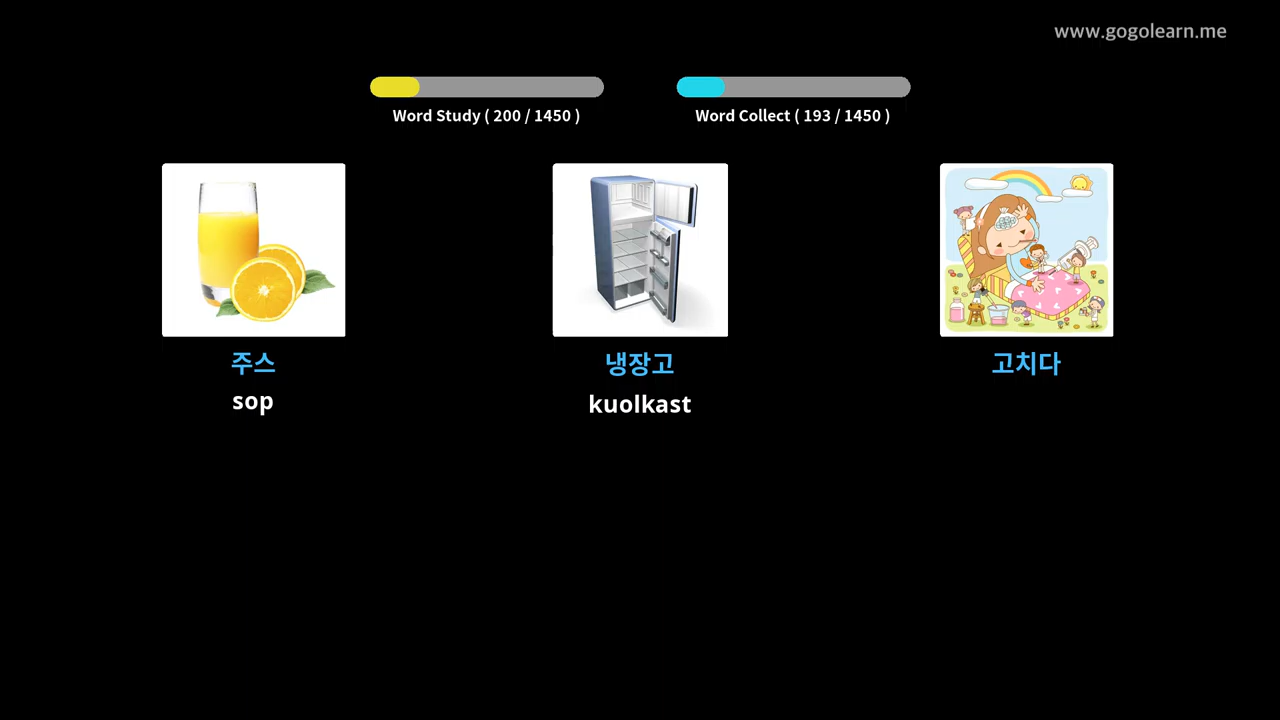 www.gogolearn.me
Word Study ( 200 / 1450 )
Word Collect ( 193 / 1450 )
주스
냉장고
고치다
sop
kuolkast